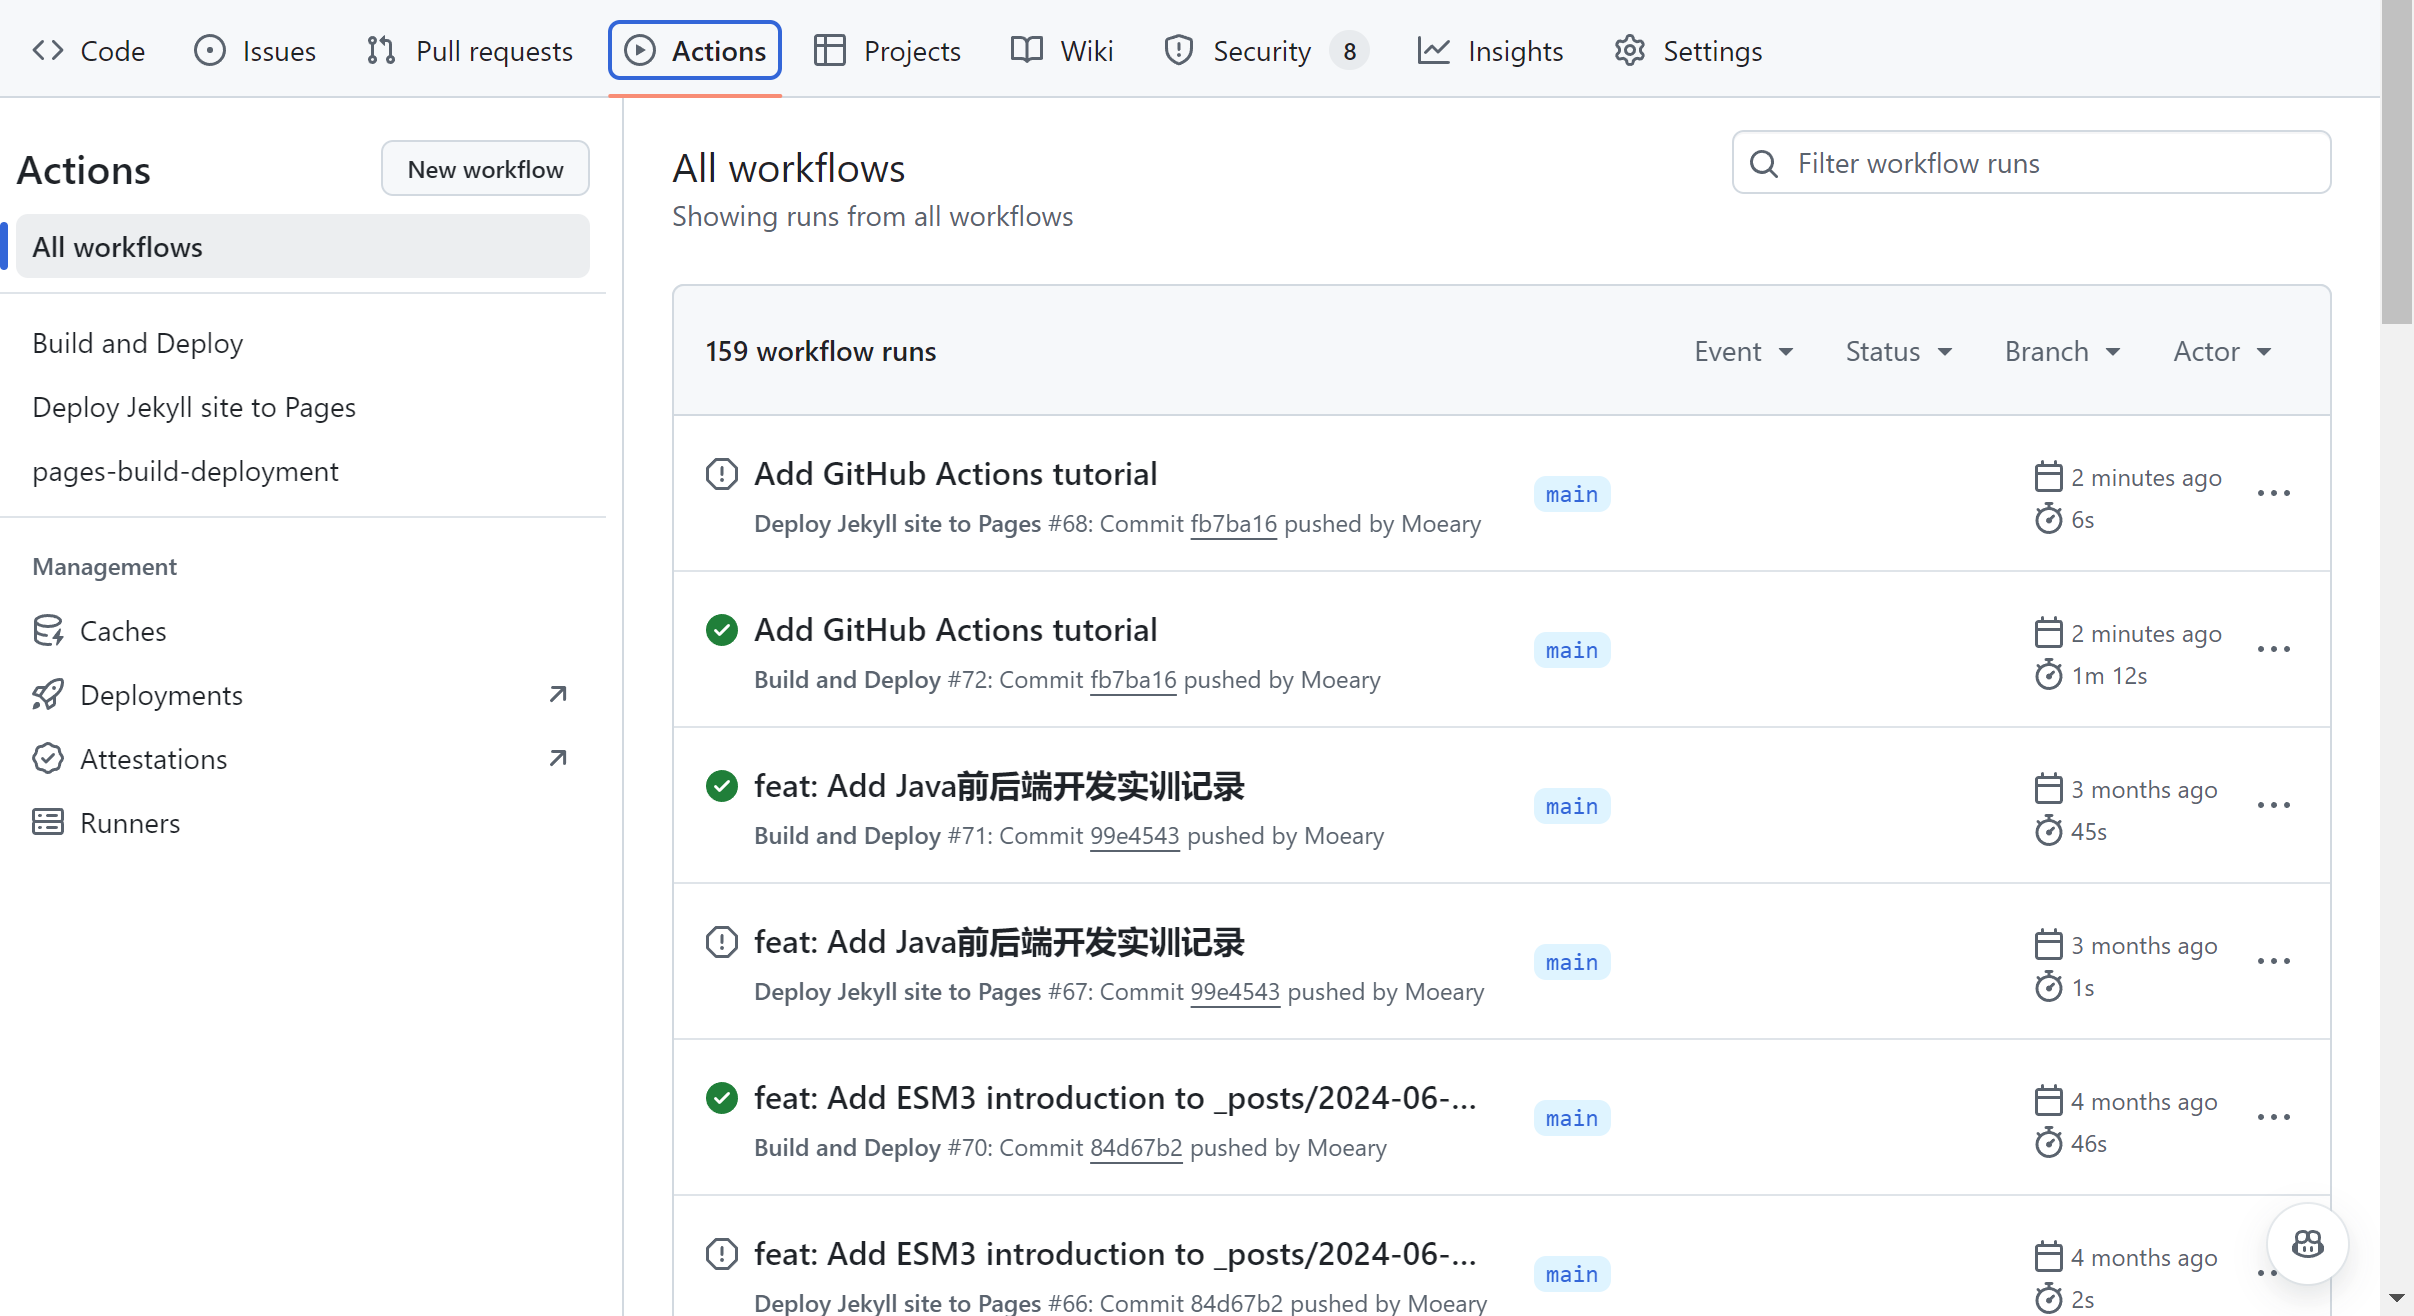 Code Issues Pull requests Actions Projects Wiki Security 8 Insights Settings
Actions
New workflow
All workflows
Build and Deploy
Deploy Jekyll site to Pages
pages-build-deployment
Management
Caches
Deployments
Attestations
Runners
All workflows
Showing runs from all workflows
Filter workflow runs
159 workflow runs
Event Status Branch Actor
Add GitHub Actions tutorial
Deploy Jekyll site to Pages #68: Commit fb7ba16 pushed by Moeary
main
2 minutes ago
6s
Add GitHub Actions tutorial
Build and Deploy #72: Commit fb7ba16 pushed by Moeary
main
2 minutes ago
1m 12s
feat: Add Java前后端开发实训记录
Build and Deploy #71: Commit 99e4543 pushed by Moeary
main
3 months ago
45s
feat: Add Java前后端开发实训记录
Deploy Jekyll site to Pages #67: Commit 99e4543 pushed by Moeary
main
3 months ago
1s
feat: Add ESM3 introduction to _posts/2024-06-...
Build and Deploy #70: Commit 84d67b2 pushed by Moeary
main
4 months ago
46s
feat: Add ESM3 introduction to _posts/2024-06-...
Deploy Jekyll site to Pages #66: Commit 84d67b2 pushed by Moeary
main
4 months ago
2s